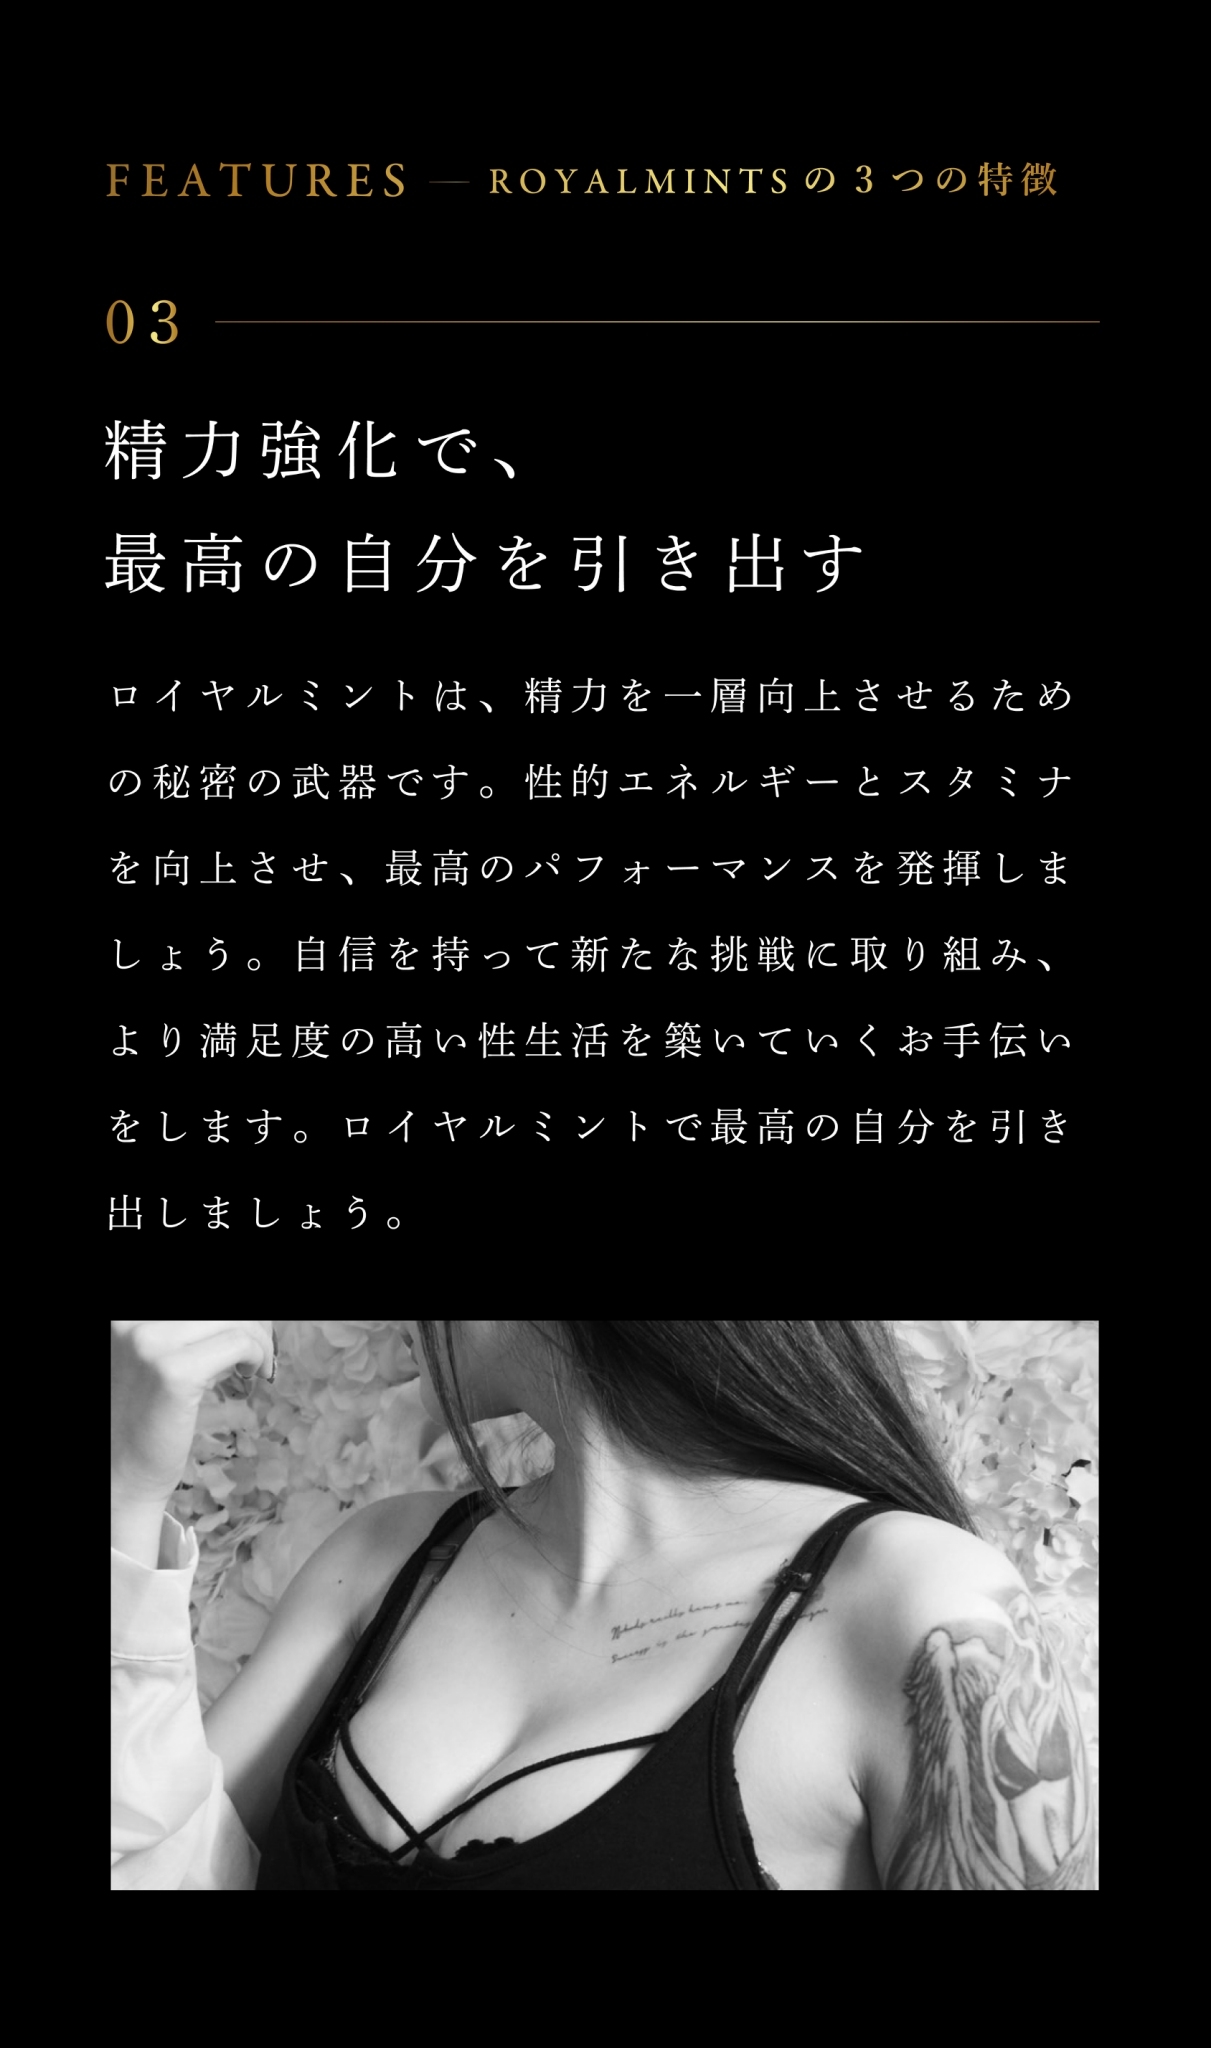 FEATURES — ROYALMINTSの3つの特徴
03
精力強化で、
最高の自分を引き出す
ロイヤルミントは、精力を一層向上させるため
の秘密の武器です。性的エネルギーとスタミナ
を向上させ、最高のパフォーマンスを発揮しま
しょう。自信を持って新たな挑戦に取り組み、
より満足度の高い性生活を築いていくお手伝い
をします。ロイヤルミントで最高の自分を引き
出しましょう。